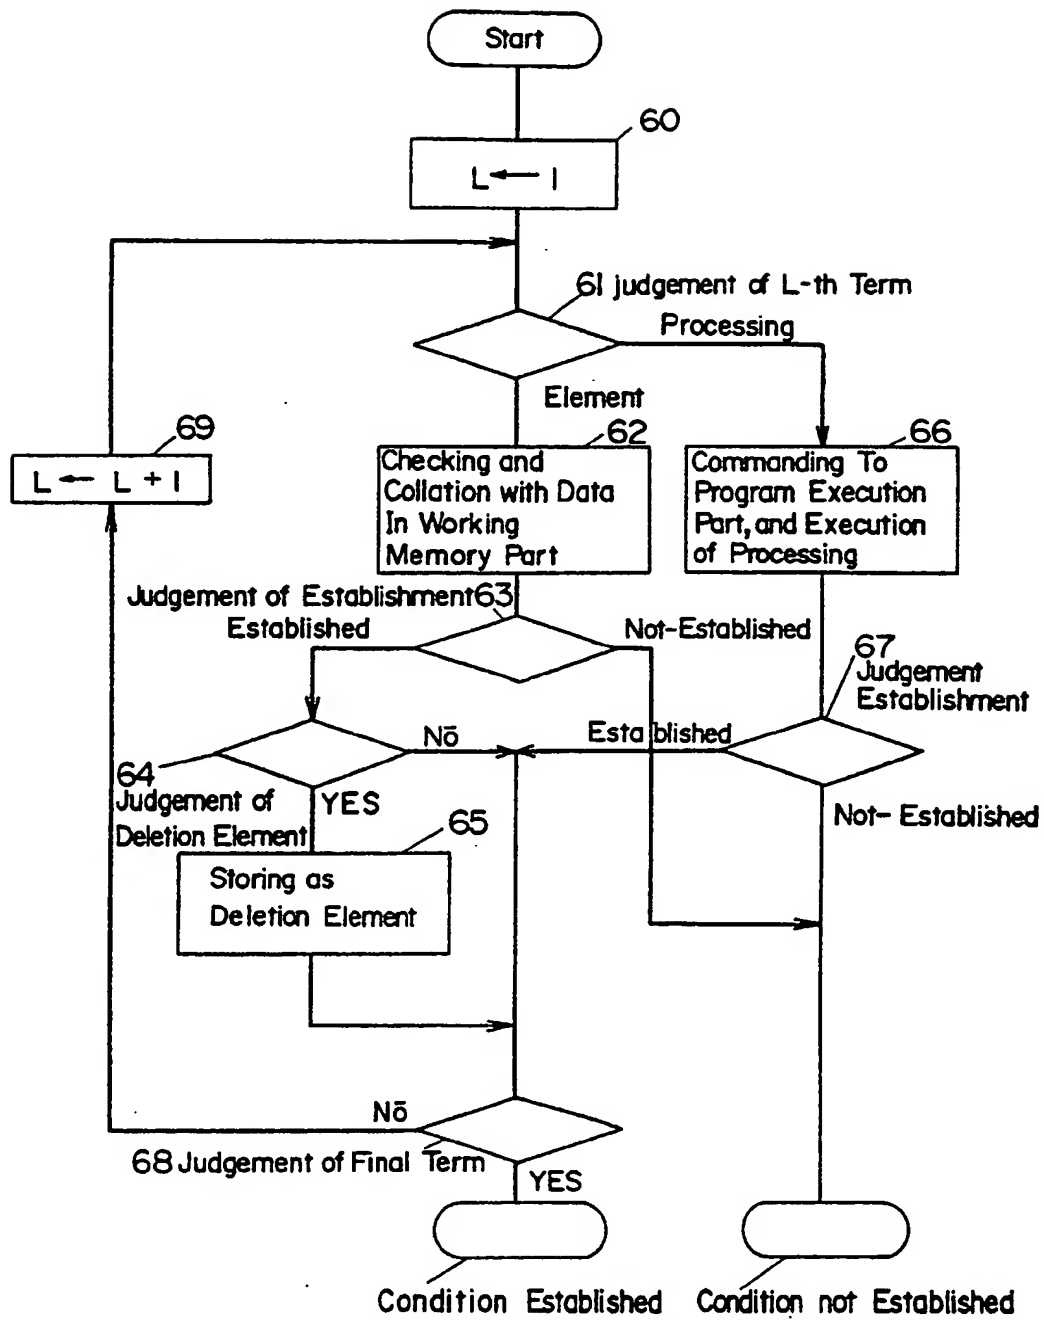 Start
60
L ← 1
61 judgement of L-th Term
Processing
Element
69
L ← L + 1
62
Checking and
Collation with Data
In Working
Memory Part
66
Commanding To
Program Execution
Part, and Execution
of Processing
Judgement of Establishment 63
Established
Not-Established
67
Judgement
Establishment
No
Established
64
Judgement of
Deletion Element
YES
Not-Established
65
Storing as
Deletion Element
No
68 Judgement of Final Term
YES
Condition Established
Condition not Established